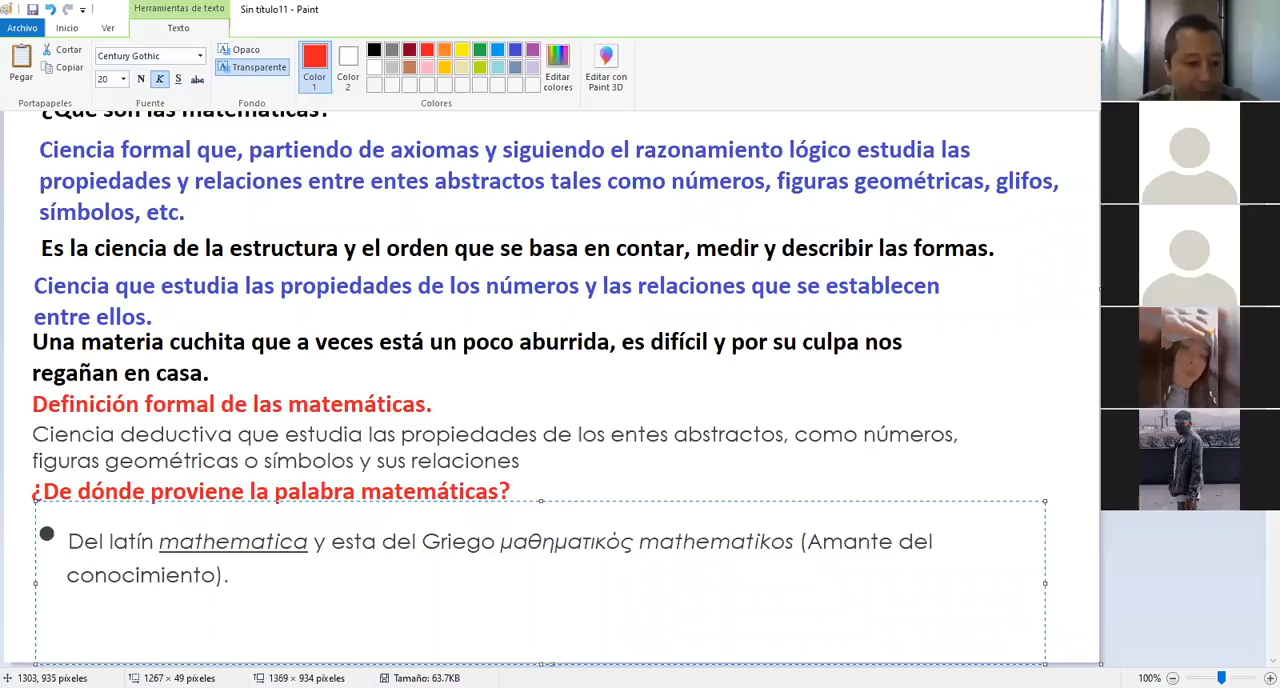 Herramientas de texto
Sin título11 - Paint
Archivo
Inicio
Ver
Texto
Pegar
Cortar
Copiar
Portapapeles
Century Gothic
20
N K S abc
Fuente
Opaco
Transparente
Fondo
Color 1
Color 2
Editar colores
Editar con Paint 3D
Colores
¿Qué son las matemáticas?
Ciencia formal que, partiendo de axiomas y siguiendo el razonamiento lógico estudia las
propiedades y relaciones entre entes abstractos tales como números, figuras geométricas, glifos,
símbolos, etc.
Es la ciencia de la estructura y el orden que se basa en contar, medir y describir las formas.
Ciencia que estudia las propiedades de los números y las relaciones que se establecen
entre ellos.
Una materia cuchita que a veces está un poco aburrida, es difícil y por su culpa nos
regañan en casa.
Definición formal de las matemáticas.
Ciencia deductiva que estudia las propiedades de los entes abstractos, como números,
figuras geométricas o símbolos y sus relaciones
¿De dónde proviene la palabra matemáticas?
● Del latín mathematica y esta del Griego μαθηματικός mathematikos (Amante del
conocimiento).
1303, 935 píxeles
1267 × 49 píxeles
1369 × 934 píxeles
Tamaño: 63.7KB
100%